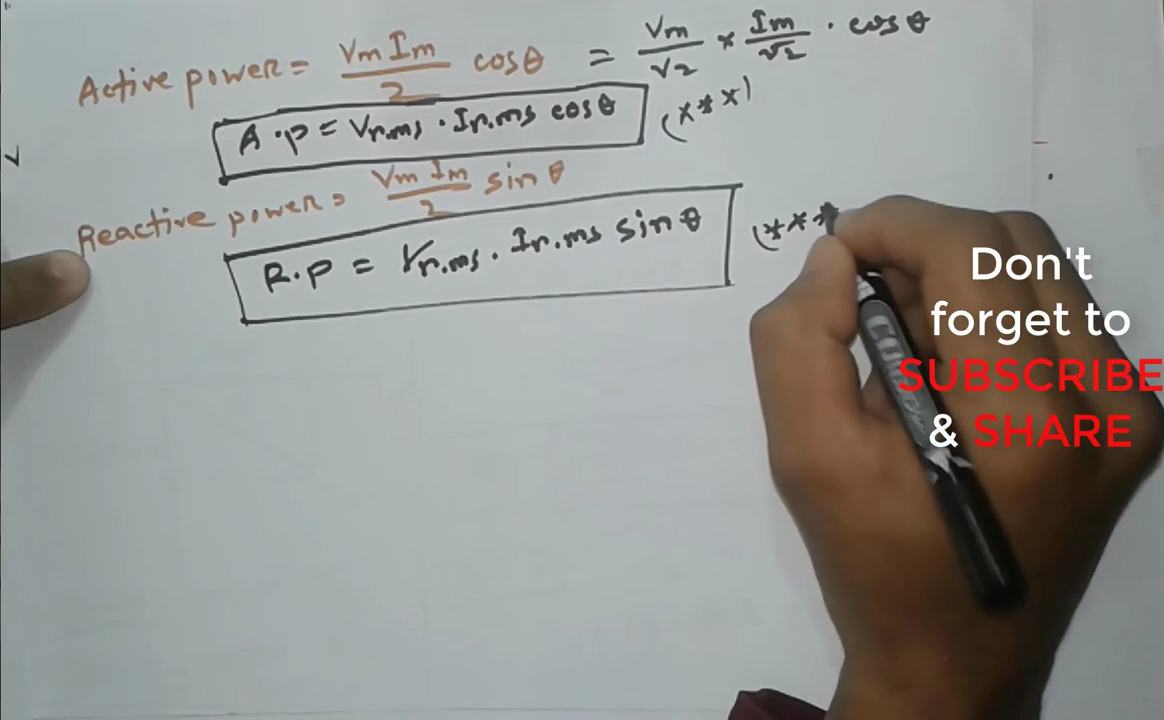 Active power = Vm Im / 2 cosθ = Vm/√2 * Im/√2 . cosθ
A.P = Vr.ms . Ir.ms cosθ (***)
Reactive power = Vm Im / 2 sinθ
R.P = Vr.ms . Ir.ms sinθ (***
Don't
forget to
SUBSCRIBE
& SHARE